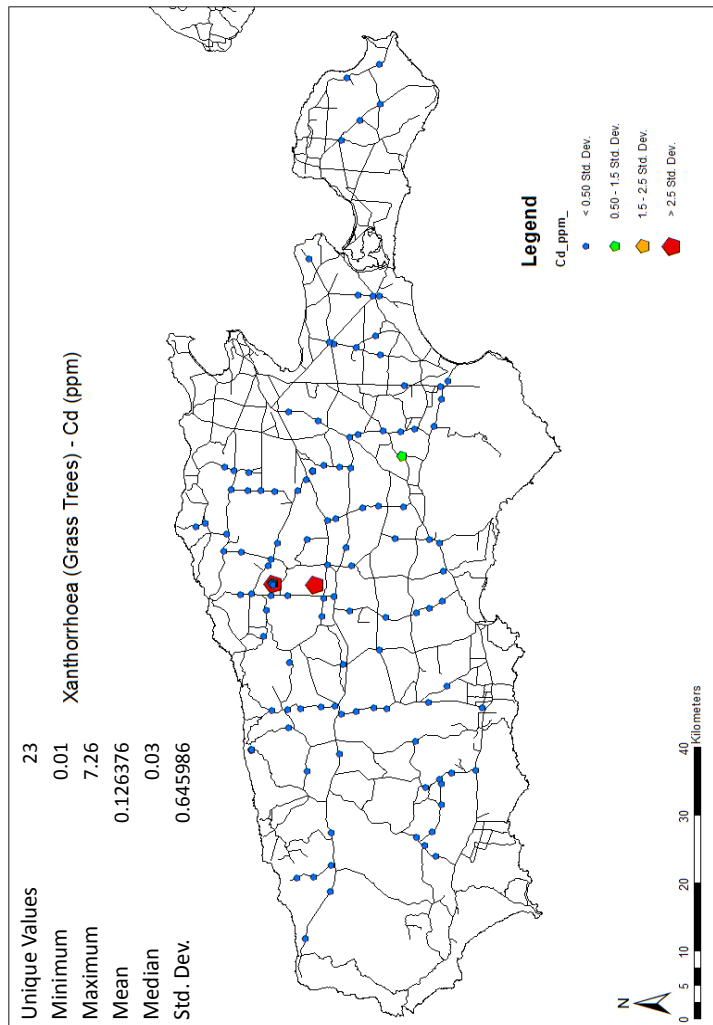 Xanthorrhoea (Grass Trees) - Cd (ppm)
Unique Values 23
Minimum 0.01
Maximum 7.26
Mean 0.126376
Median 0.03
Std. Dev. 0.645986
Legend
Cd_ppm_
< 0.50 Std. Dev.
0.50 - 1.5 Std. Dev.
1.5 - 2.5 Std. Dev.
> 2.5 Std. Dev.
N
0 5 10 20 30 40
Kilometers